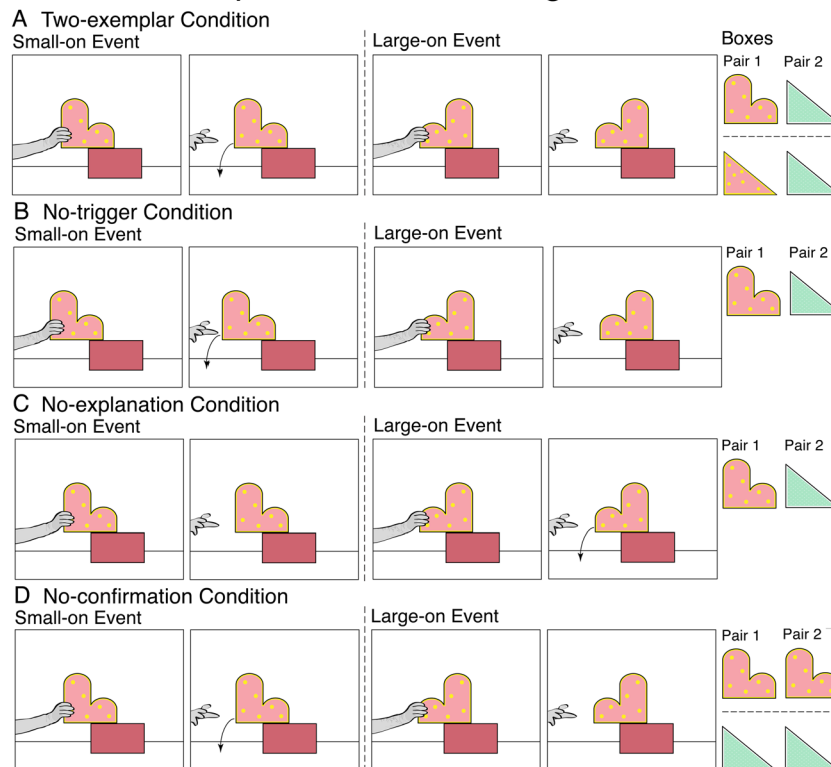 A Two-exemplar Condition
Small-on Event
Large-on Event
Boxes
Pair 1
Pair 2
B No-trigger Condition
Small-on Event
Large-on Event
Pair 1
Pair 2
C No-explanation Condition
Small-on Event
Large-on Event
Pair 1
Pair 2
D No-confirmation Condition
Small-on Event
Large-on Event
Pair 1
Pair 2